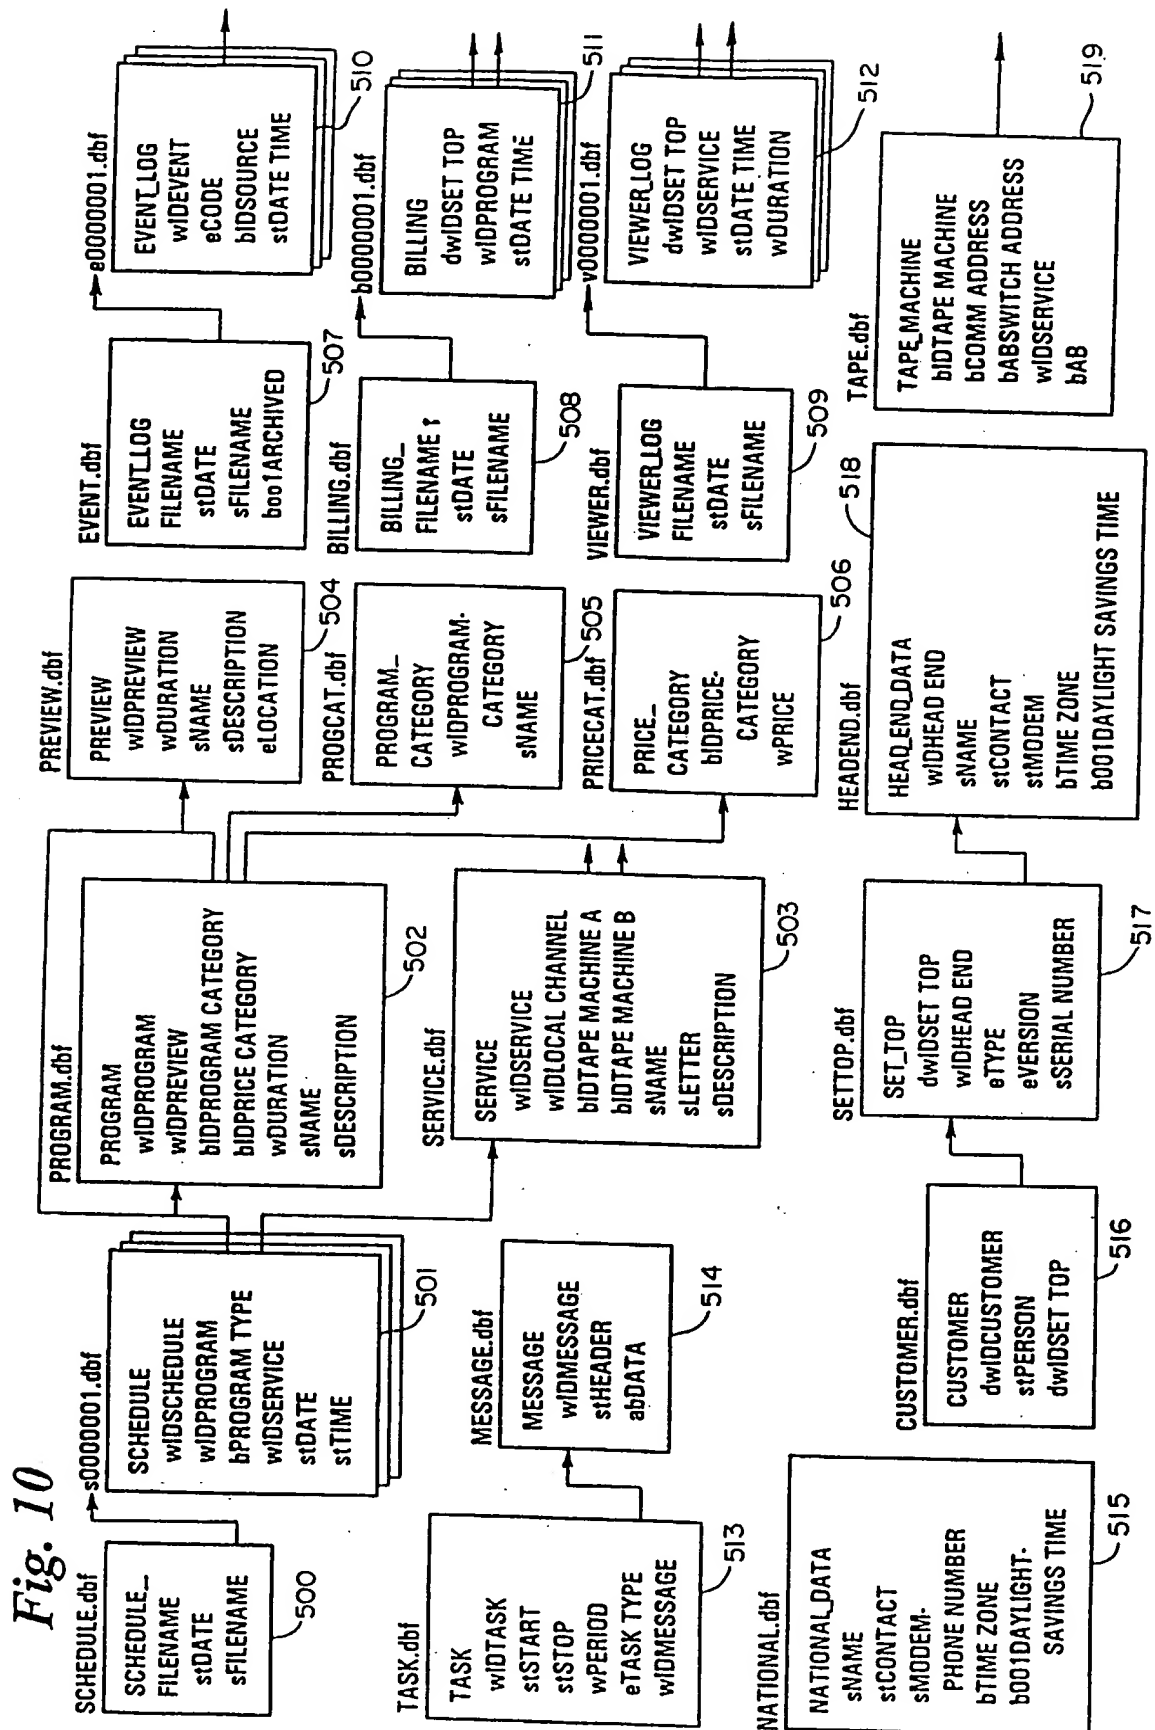 Fig. 10
SCHEDULE.dbf
SCHEDULE_
FILENAME
stDATE
sFILENAME
500
s0000001.dbf
SCHEDULE
wIDSCHEDULE
wIDPROGRAM
bPROGRAM TYPE
wIDSERVICE
stDATE
stTIME
501
PROGRAM.dbf
PROGRAM
wIDPROGRAM
wIDPREVIEW
bIDPROGRAM CATEGORY
bIDPRICE CATEGORY
wDURATION
sNAME
sDESCRIPTION
502
SERVICE.dbf
SERVICE
wIDSERVICE
wIDLOCAL CHANNEL
bIDTAPE MACHINE A
bIDTAPE MACHINE B
sNAME
sLETTER
sDESCRIPTION
503
PREVIEW.dbf
PREVIEW
wIDPREVIEW
wDURATION
sNAME
sDESCRIPTION
eLOCATION
504
PROGCAT.dbf
PROGRAM_
CATEGORY
wIDPROGRAM-
CATEGORY
sNAME
505
PRICECAT.dbf
PRICE_
CATEGORY
bIDPRICE-
CATEGORY
wPRICE
506
EVENT.dbf
EVENT_LOG
FILENAME
stDATE
sFILENAME
boo1ARCHIVED
507
BILLING.dbf
BILLING_
FILENAME r
stDATE
sFILENAME
508
VIEWER.dbf
VIEWER_LOG
FILENAME
stDATE
sFILENAME
509
e0000001.dbf
EVENT_LOG
wIDEVENT
eCODE
bIDSOURCE
stDATE TIME
510
b0000001.dbf
BILLING
dwIDSET TOP
wIDPROGRAM
stDATE TIME
511
v0000001.dbf
VIEWER_LOG
dwIDSET TOP
wIDSERVICE
stDATE TIME
wDURATION
512
TASK.dbf
TASK
wIDTASK
stSTART
stSTOP
wPERIOD
eTASK TYPE
wIDMESSAGE
513
MESSAGE.dbf
MESSAGE
wIDMESSAGE
stHEADER
abDATA
514
NATIONAL.dbf
NATIONAL_DATA
sNAME
stCONTACT
sMODEM-
PHONE NUMBER
bTIME ZONE
b001DAYLIGHT-
SAVINGS TIME
515
CUSTOMER.dbf
CUSTOMER
dwIDCUSTOMER
stPERSON
dwIDSET TOP
516
SETTOP.dbf
SET_TOP
dwIDSET TOP
wIDHEAD END
eTYPE
eVERSION
sSERIAL NUMBER
517
HEADEND.dbf
HEAD_END_DATA
wIDHEAD END
sNAME
stCONTACT
stMODEM
bTIME ZONE
b001DAYLIGHT SAVINGS TIME
518
TAPE.dbf
TAPE_MACHINE
bIDTAPE MACHINE
bCOMM ADDRESS
bABSWITCH ADDRESS
wIDSERVICE
bAB
519